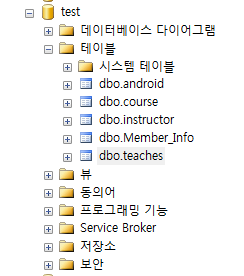 test
데이터베이스 다이어그램
테이블
시스템 테이블
dbo.android
dbo.course
dbo.instructor
dbo.Member_Info
dbo.teaches
뷰
동의어
프로그래밍 기능
Service Broker
저장소
보안